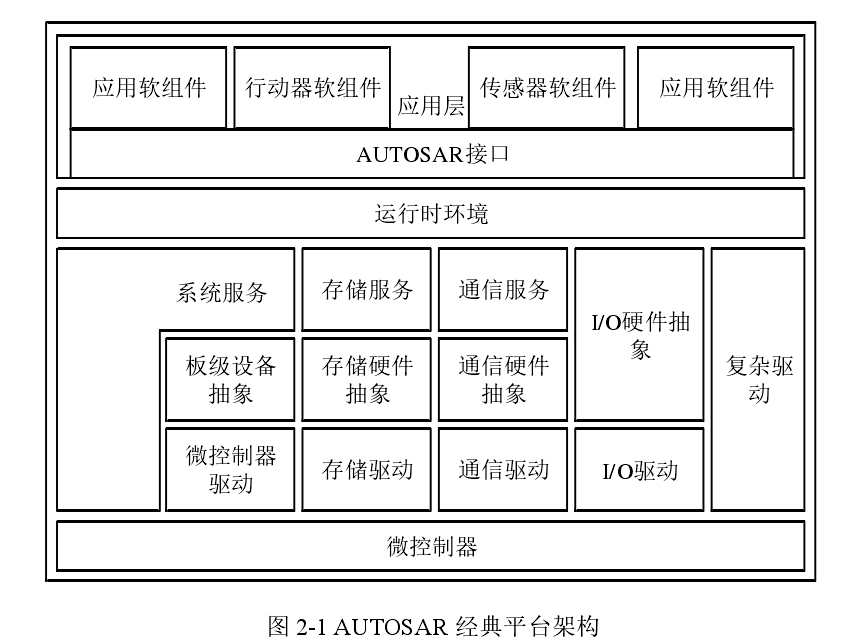 应用软组件
行动器软组件
应用层
传感器软组件
应用软组件
AUTOSAR接口
运行时环境
系统服务
存储服务
通信服务
I/O硬件抽
象
复杂驱
动
板级设备
抽象
存储硬件
抽象
通信硬件
抽象
微控制器
驱动
存储驱动
通信驱动
I/O驱动
微控制器
图 2-1 AUTOSAR 经典平台架构